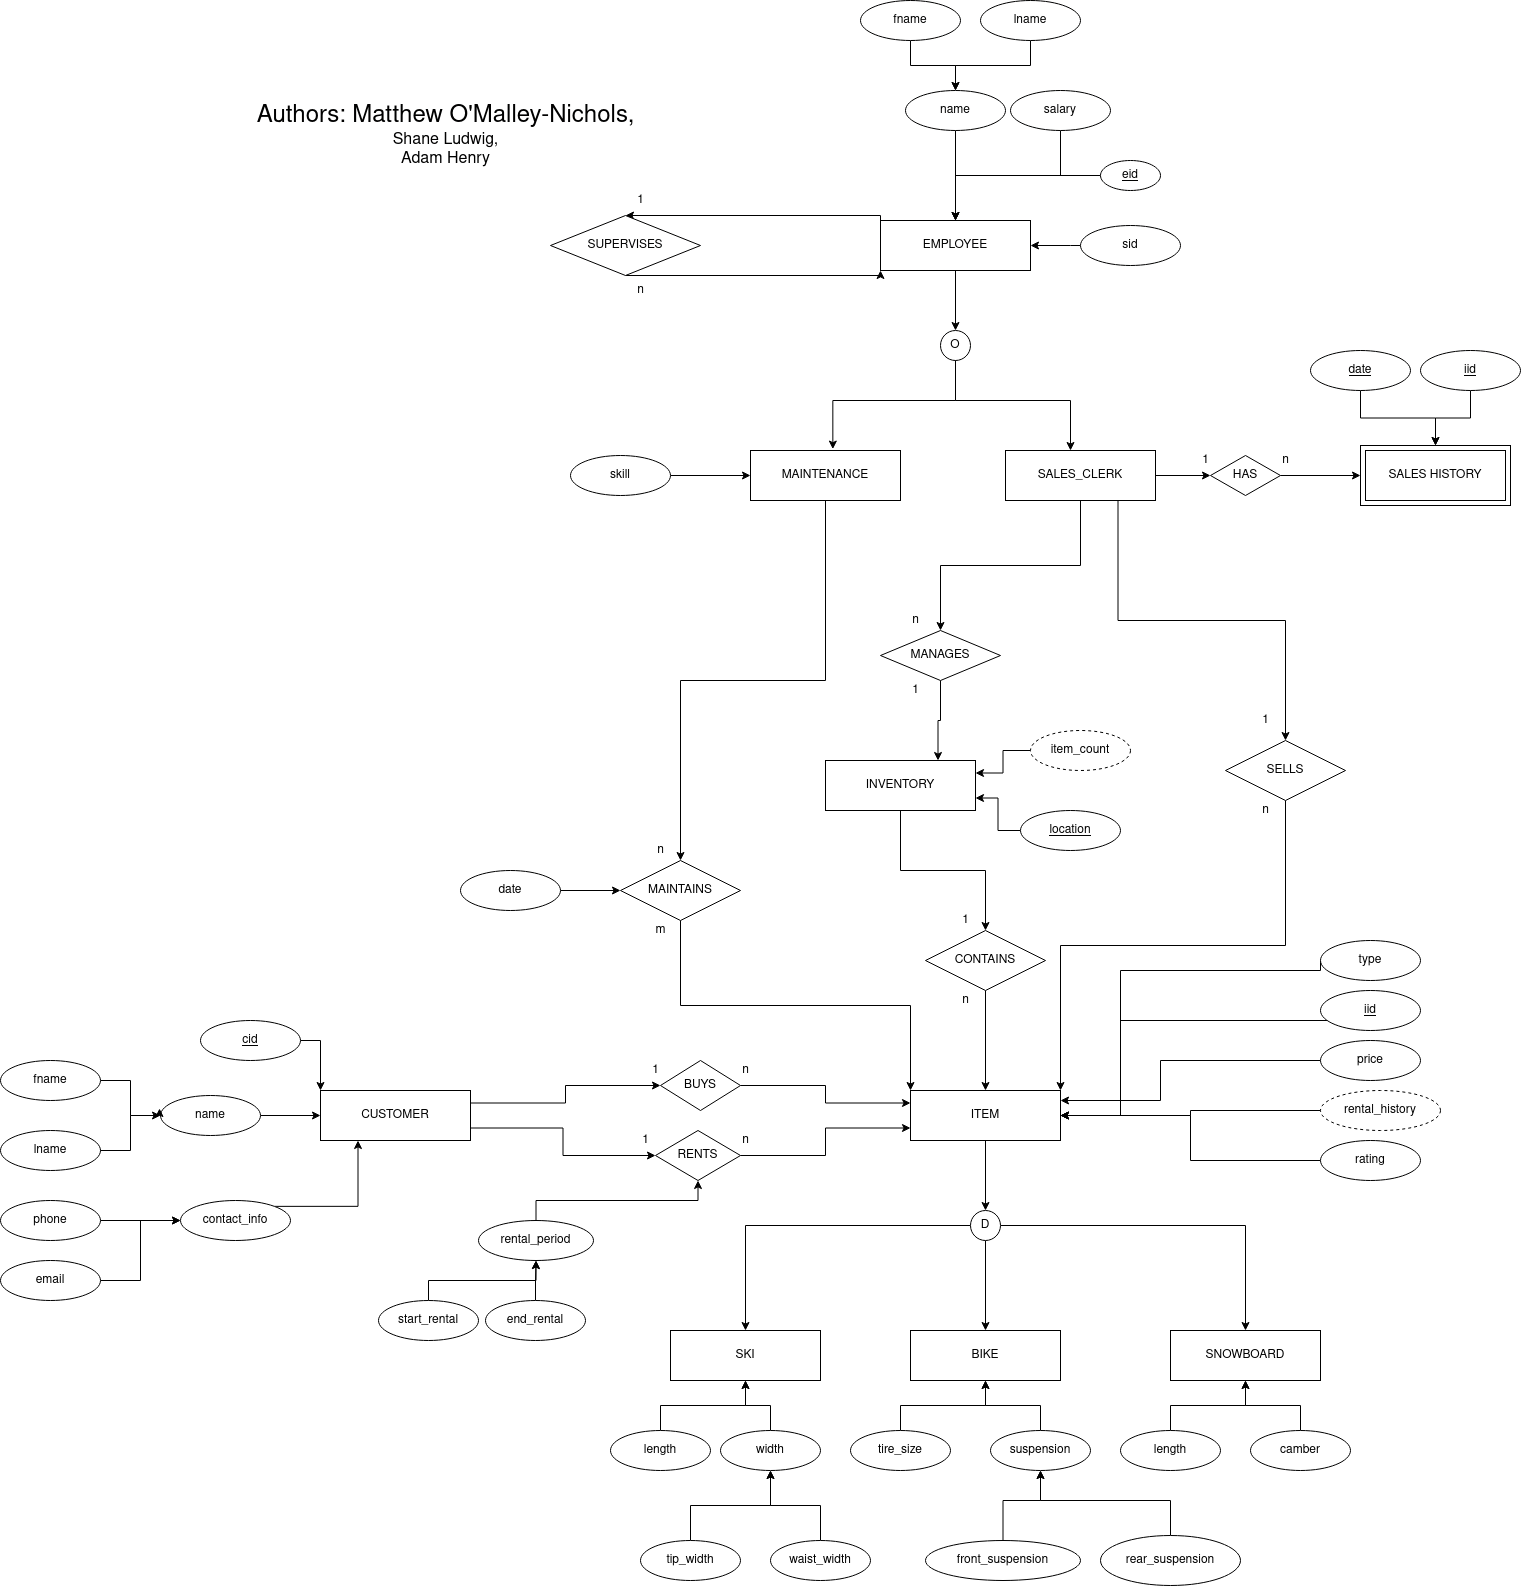 fname
lname
Authors: Matthew O'Malley-Nichols,
Shane Ludwig,
Adam Henry
name
salary
eid
1
SUPERVISES
EMPLOYEE
sid
n
O
date
iid
skill
MAINTENANCE
SALES_CLERK
1
HAS
n
SALES HISTORY
n
MANAGES
1
1
SELLS
n
item_count
INVENTORY
location
n
MAINTAINS
m
date
1
CONTAINS
n
type
iid
price
rental_history
rating
cid
fname
lname
name
CUSTOMER
1
BUYS
n
1
RENTS
n
ITEM
phone
email
contact_info
rental_period
start_rental
end_rental
D
SKI
BIKE
SNOWBOARD
length
width
tire_size
suspension
length
camber
tip_width
waist_width
front_suspension
rear_suspension